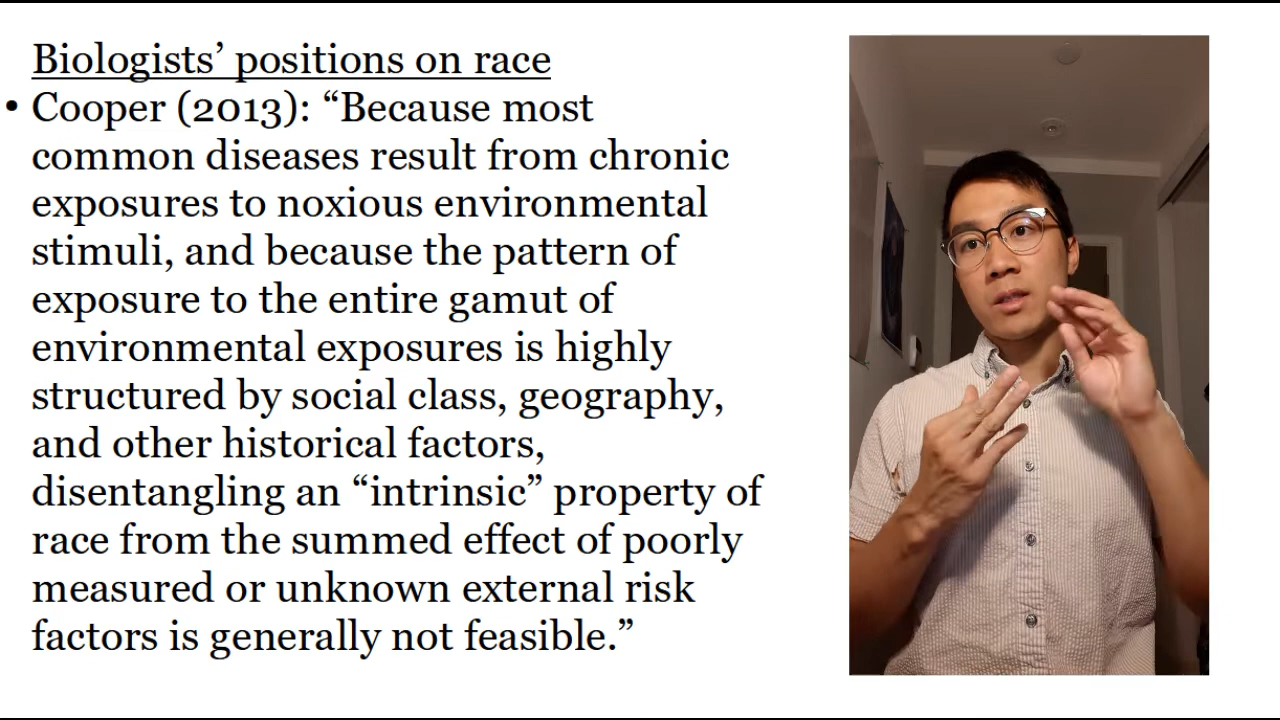 Biologists’ positions on race
• Cooper (2013): “Because most
common diseases result from chronic
exposures to noxious environmental
stimuli, and because the pattern of
exposure to the entire gamut of
environmental exposures is highly
structured by social class, geography,
and other historical factors,
disentangling an “intrinsic” property of
race from the summed effect of poorly
measured or unknown external risk
factors is generally not feasible.”